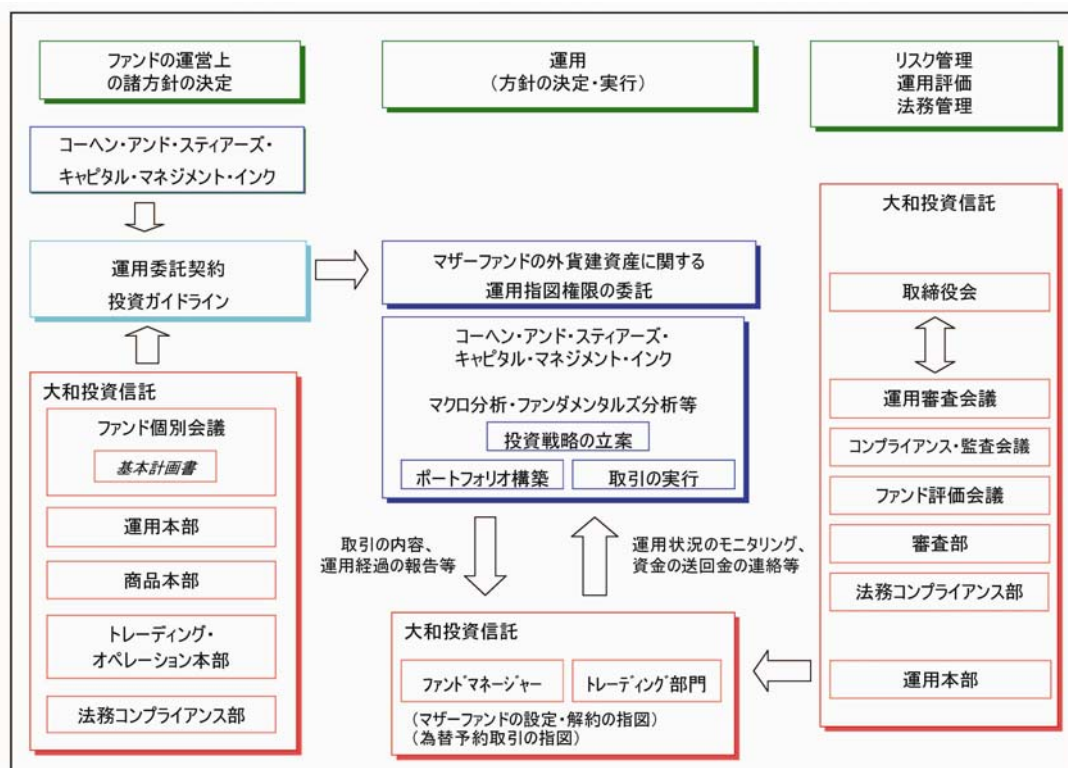 ファンドの運営上
の諸方針の決定
運用
(方針の決定・実行)
リスク管理
運用評価
法務管理
コーヘン・アンド・スティアーズ・
キャピタル・マネジメント・インク
運用委託契約
投資ガイドライン
大和投資信託
ファンド個別会議
基本計画書
運用本部
商品本部
トレーディング・
オペレーション本部
法務コンプライアンス部
マザーファンドの外貨建資産に関する
運用指図権限の委託
コーヘン・アンド・スティアーズ・
キャピタル・マネジメント・インク
マクロ分析・ファンダメンタルズ分析等
投資戦略の立案
ポートフォリオ構築
取引の実行
取引の内容、
運用経過の報告等
運用状況のモニタリング、
資金の送回金の連絡等
大和投資信託
ファンドマネージャー
トレーディング部門
(マザーファンドの設定・解約の指図)
(為替予約取引の指図)
大和投資信託
取締役会
運用審査会議
コンプライアンス・監査会議
ファンド評価会議
審査部
法務コンプライアンス部
運用本部